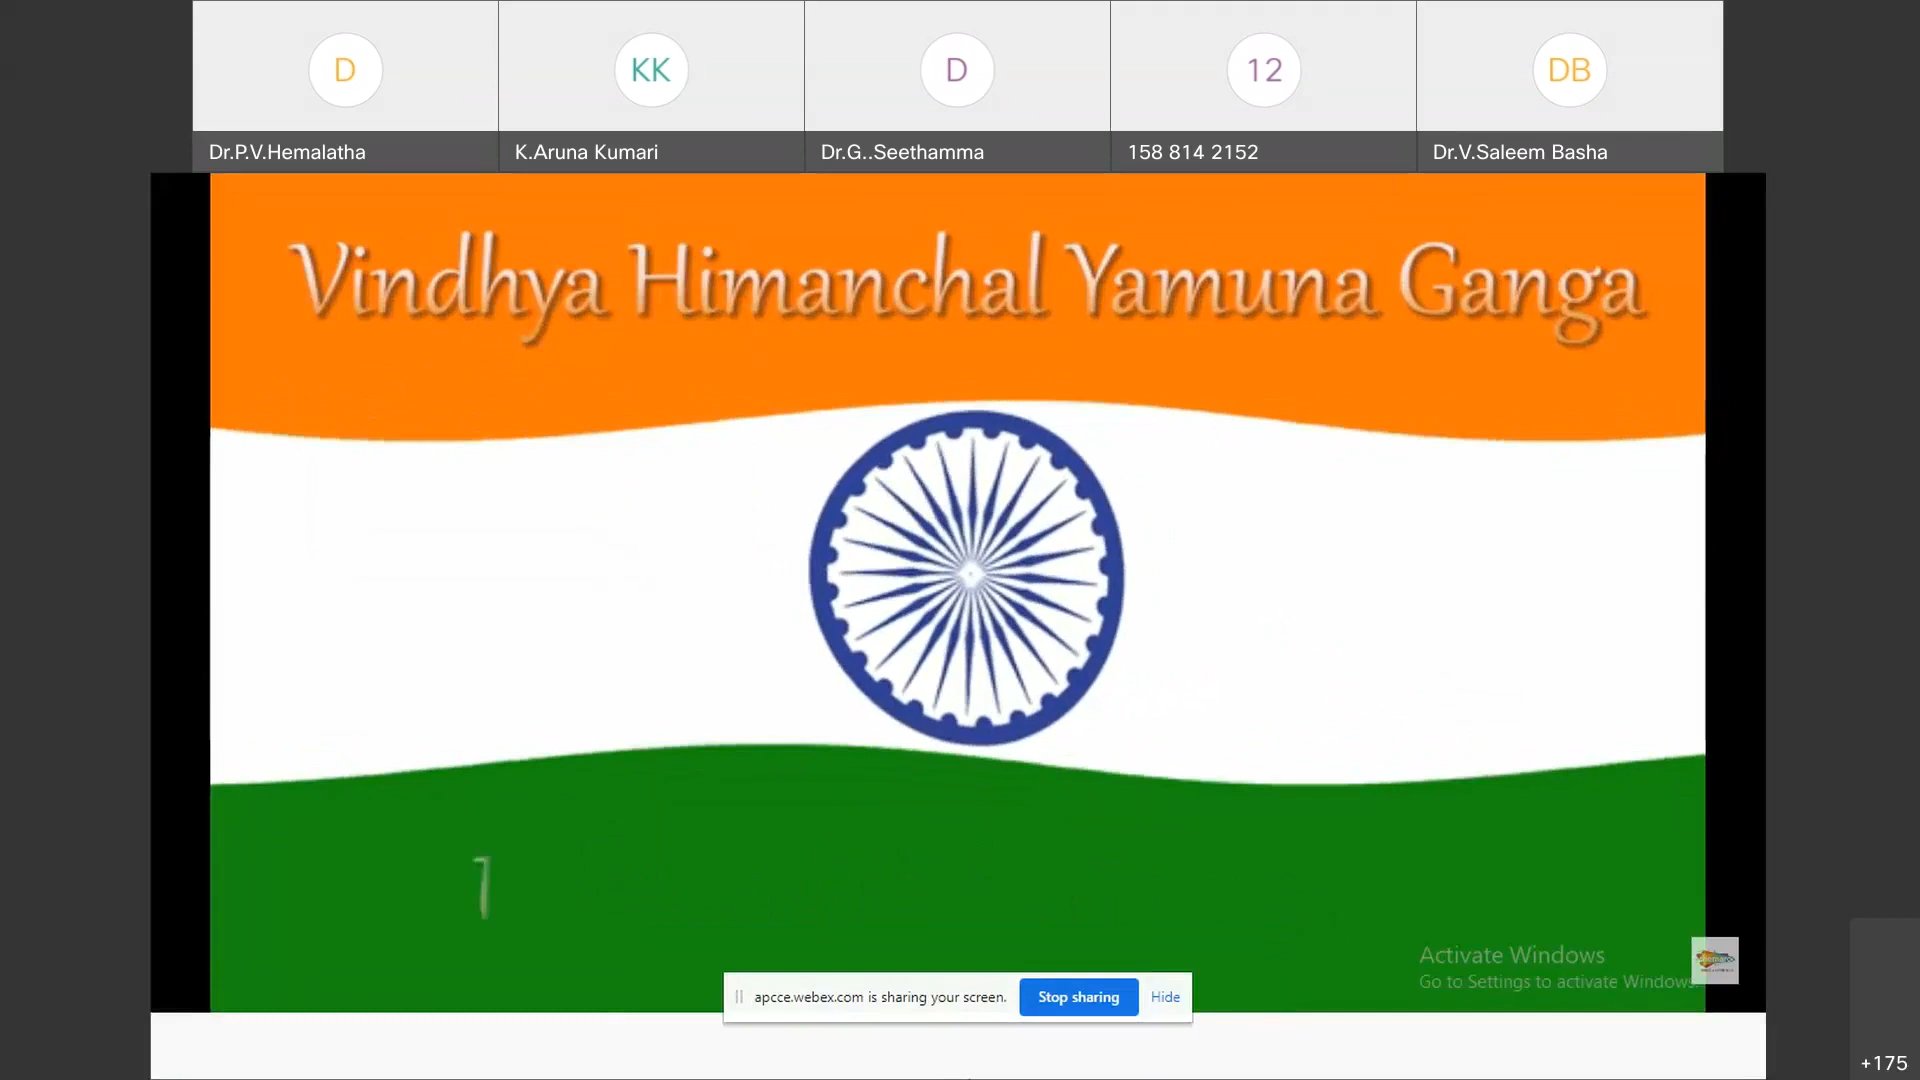 D
KK
D
12
DB
Dr.P.V.Hemalatha
K.Aruna Kumari
Dr.G..Seethamma
158 814 2152
Dr.V.Saleem Basha
Vindhya Himanchal Yamuna Ganga
Activate Windows
Go to Settings to activate Windows.
apcce.webex.com is sharing your screen.
Stop sharing
Hide
+175